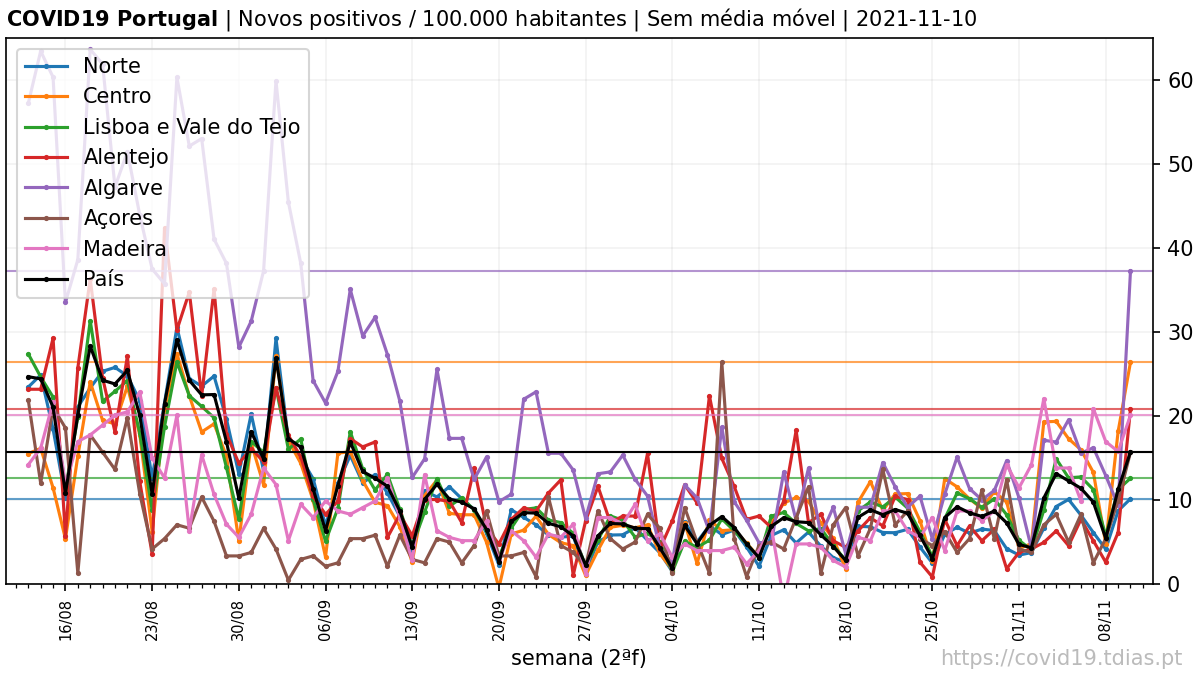 COVID19 Portugal | Novos positivos / 100.000 habitantes | Sem média móvel | 2021-11-10
Norte
Centro
Lisboa e Vale do Tejo
Alentejo
Algarve
Açores
Madeira
País
60
50
40
30
20
10
0
16/08 23/08 30/08 06/09 13/09 20/09 27/09 04/10 11/10 18/10 25/10 01/11 08/11
semana (2ªf)
https://covid19.tdias.pt